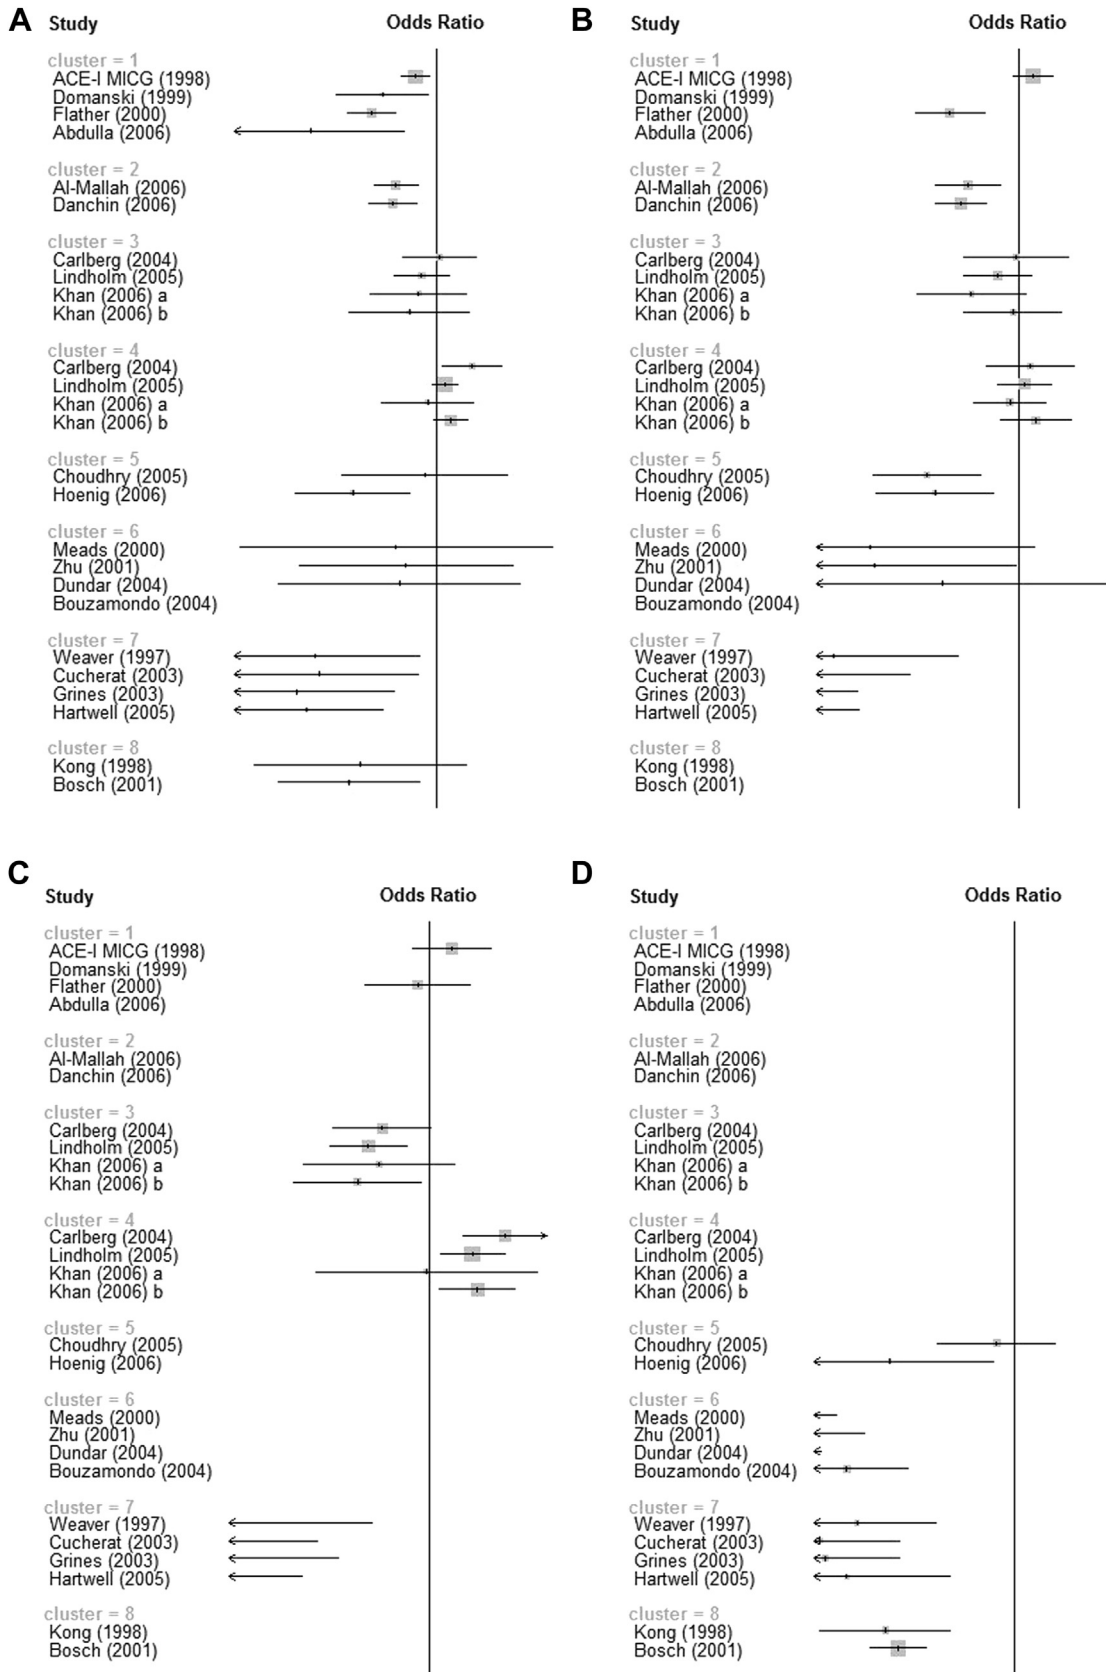 A
Study Odds Ratio
cluster = 1
ACE-I MICG (1998)
Domanski (1999)
Flather (2000)
Abdulla (2006)
cluster = 2
Al-Mallah (2006)
Danchin (2006)
cluster = 3
Carlberg (2004)
Lindholm (2005)
Khan (2006) a
Khan (2006) b
cluster = 4
Carlberg (2004)
Lindholm (2005)
Khan (2006) a
Khan (2006) b
cluster = 5
Choudhry (2005)
Hoenig (2006)
cluster = 6
Meads (2000)
Zhu (2001)
Dundar (2004)
Bouzamondo (2004)
cluster = 7
Weaver (1997)
Cucherat (2003)
Grines (2003)
Hartwell (2005)
cluster = 8
Kong (1998)
Bosch (2001)
B
Study Odds Ratio
cluster = 1
ACE-I MICG (1998)
Domanski (1999)
Flather (2000)
Abdulla (2006)
cluster = 2
Al-Mallah (2006)
Danchin (2006)
cluster = 3
Carlberg (2004)
Lindholm (2005)
Khan (2006) a
Khan (2006) b
cluster = 4
Carlberg (2004)
Lindholm (2005)
Khan (2006) a
Khan (2006) b
cluster = 5
Choudhry (2005)
Hoenig (2006)
cluster = 6
Meads (2000)
Zhu (2001)
Dundar (2004)
Bouzamondo (2004)
cluster = 7
Weaver (1997)
Cucherat (2003)
Grines (2003)
Hartwell (2005)
cluster = 8
Kong (1998)
Bosch (2001)
C
Study Odds Ratio
cluster = 1
ACE-I MICG (1998)
Domanski (1999)
Flather (2000)
Abdulla (2006)
cluster = 2
Al-Mallah (2006)
Danchin (2006)
cluster = 3
Carlberg (2004)
Lindholm (2005)
Khan (2006) a
Khan (2006) b
cluster = 4
Carlberg (2004)
Lindholm (2005)
Khan (2006) a
Khan (2006) b
cluster = 5
Choudhry (2005)
Hoenig (2006)
cluster = 6
Meads (2000)
Zhu (2001)
Dundar (2004)
Bouzamondo (2004)
cluster = 7
Weaver (1997)
Cucherat (2003)
Grines (2003)
Hartwell (2005)
cluster = 8
Kong (1998)
Bosch (2001)
D
Study Odds Ratio
cluster = 1
ACE-I MICG (1998)
Domanski (1999)
Flather (2000)
Abdulla (2006)
cluster = 2
Al-Mallah (2006)
Danchin (2006)
cluster = 3
Carlberg (2004)
Lindholm (2005)
Khan (2006) a
Khan (2006) b
cluster = 4
Carlberg (2004)
Lindholm (2005)
Khan (2006) a
Khan (2006) b
cluster = 5
Choudhry (2005)
Hoenig (2006)
cluster = 6
Meads (2000)
Zhu (2001)
Dundar (2004)
Bouzamondo (2004)
cluster = 7
Weaver (1997)
Cucherat (2003)
Grines (2003)
Hartwell (2005)
cluster = 8
Kong (1998)
Bosch (2001)